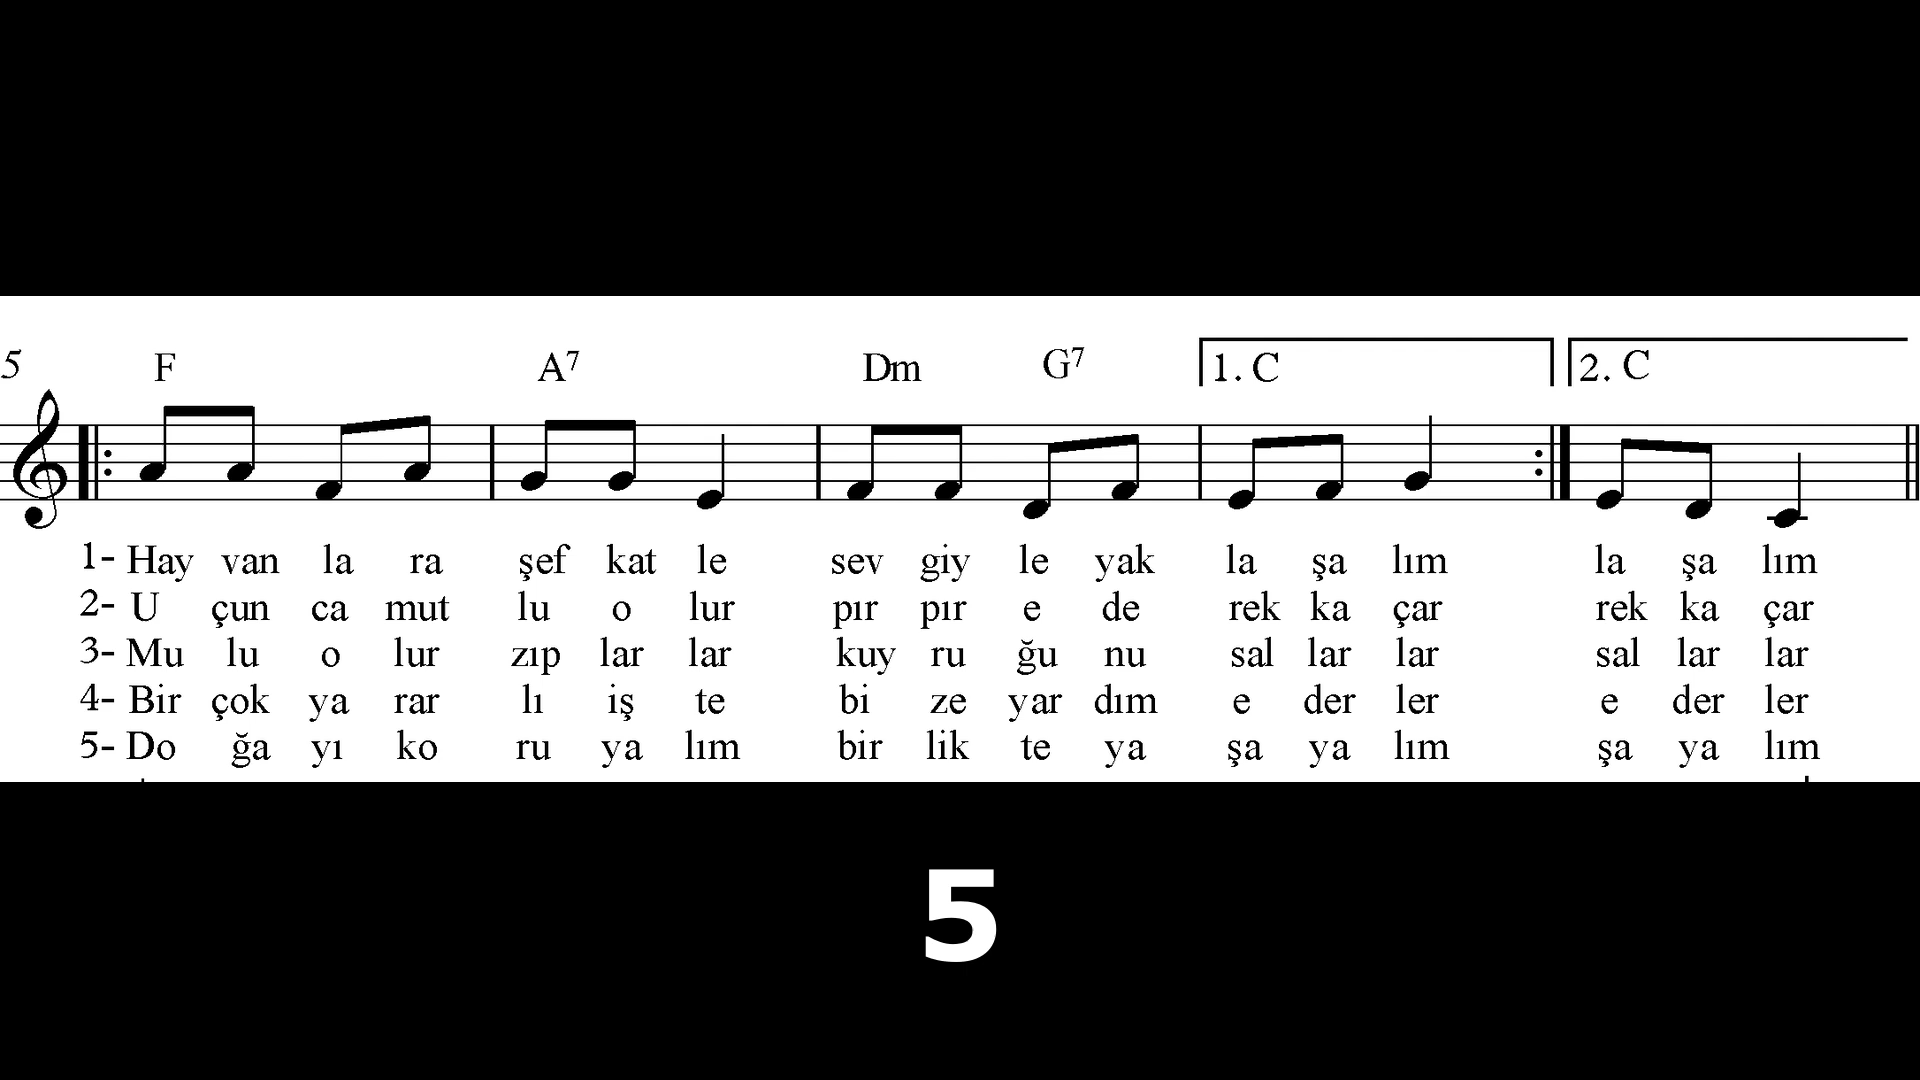 5 F A7 Dm G7 1. C 2. C
1- Hay van la ra şef kat le sev giy le yak la şa lım la şa lım
2- U çun ca mut lu o lur pır pır e de rek ka çar rek ka çar
3- Mu lu o lur zıp lar lar kuy ru ğu nu sal lar lar sal lar lar
4- Bir çok ya rar lı iş te bi ze yar dım e der ler e der ler
5- Do ğa yı ko ru ya lım bir lik te ya şa ya lım şa ya lım
5